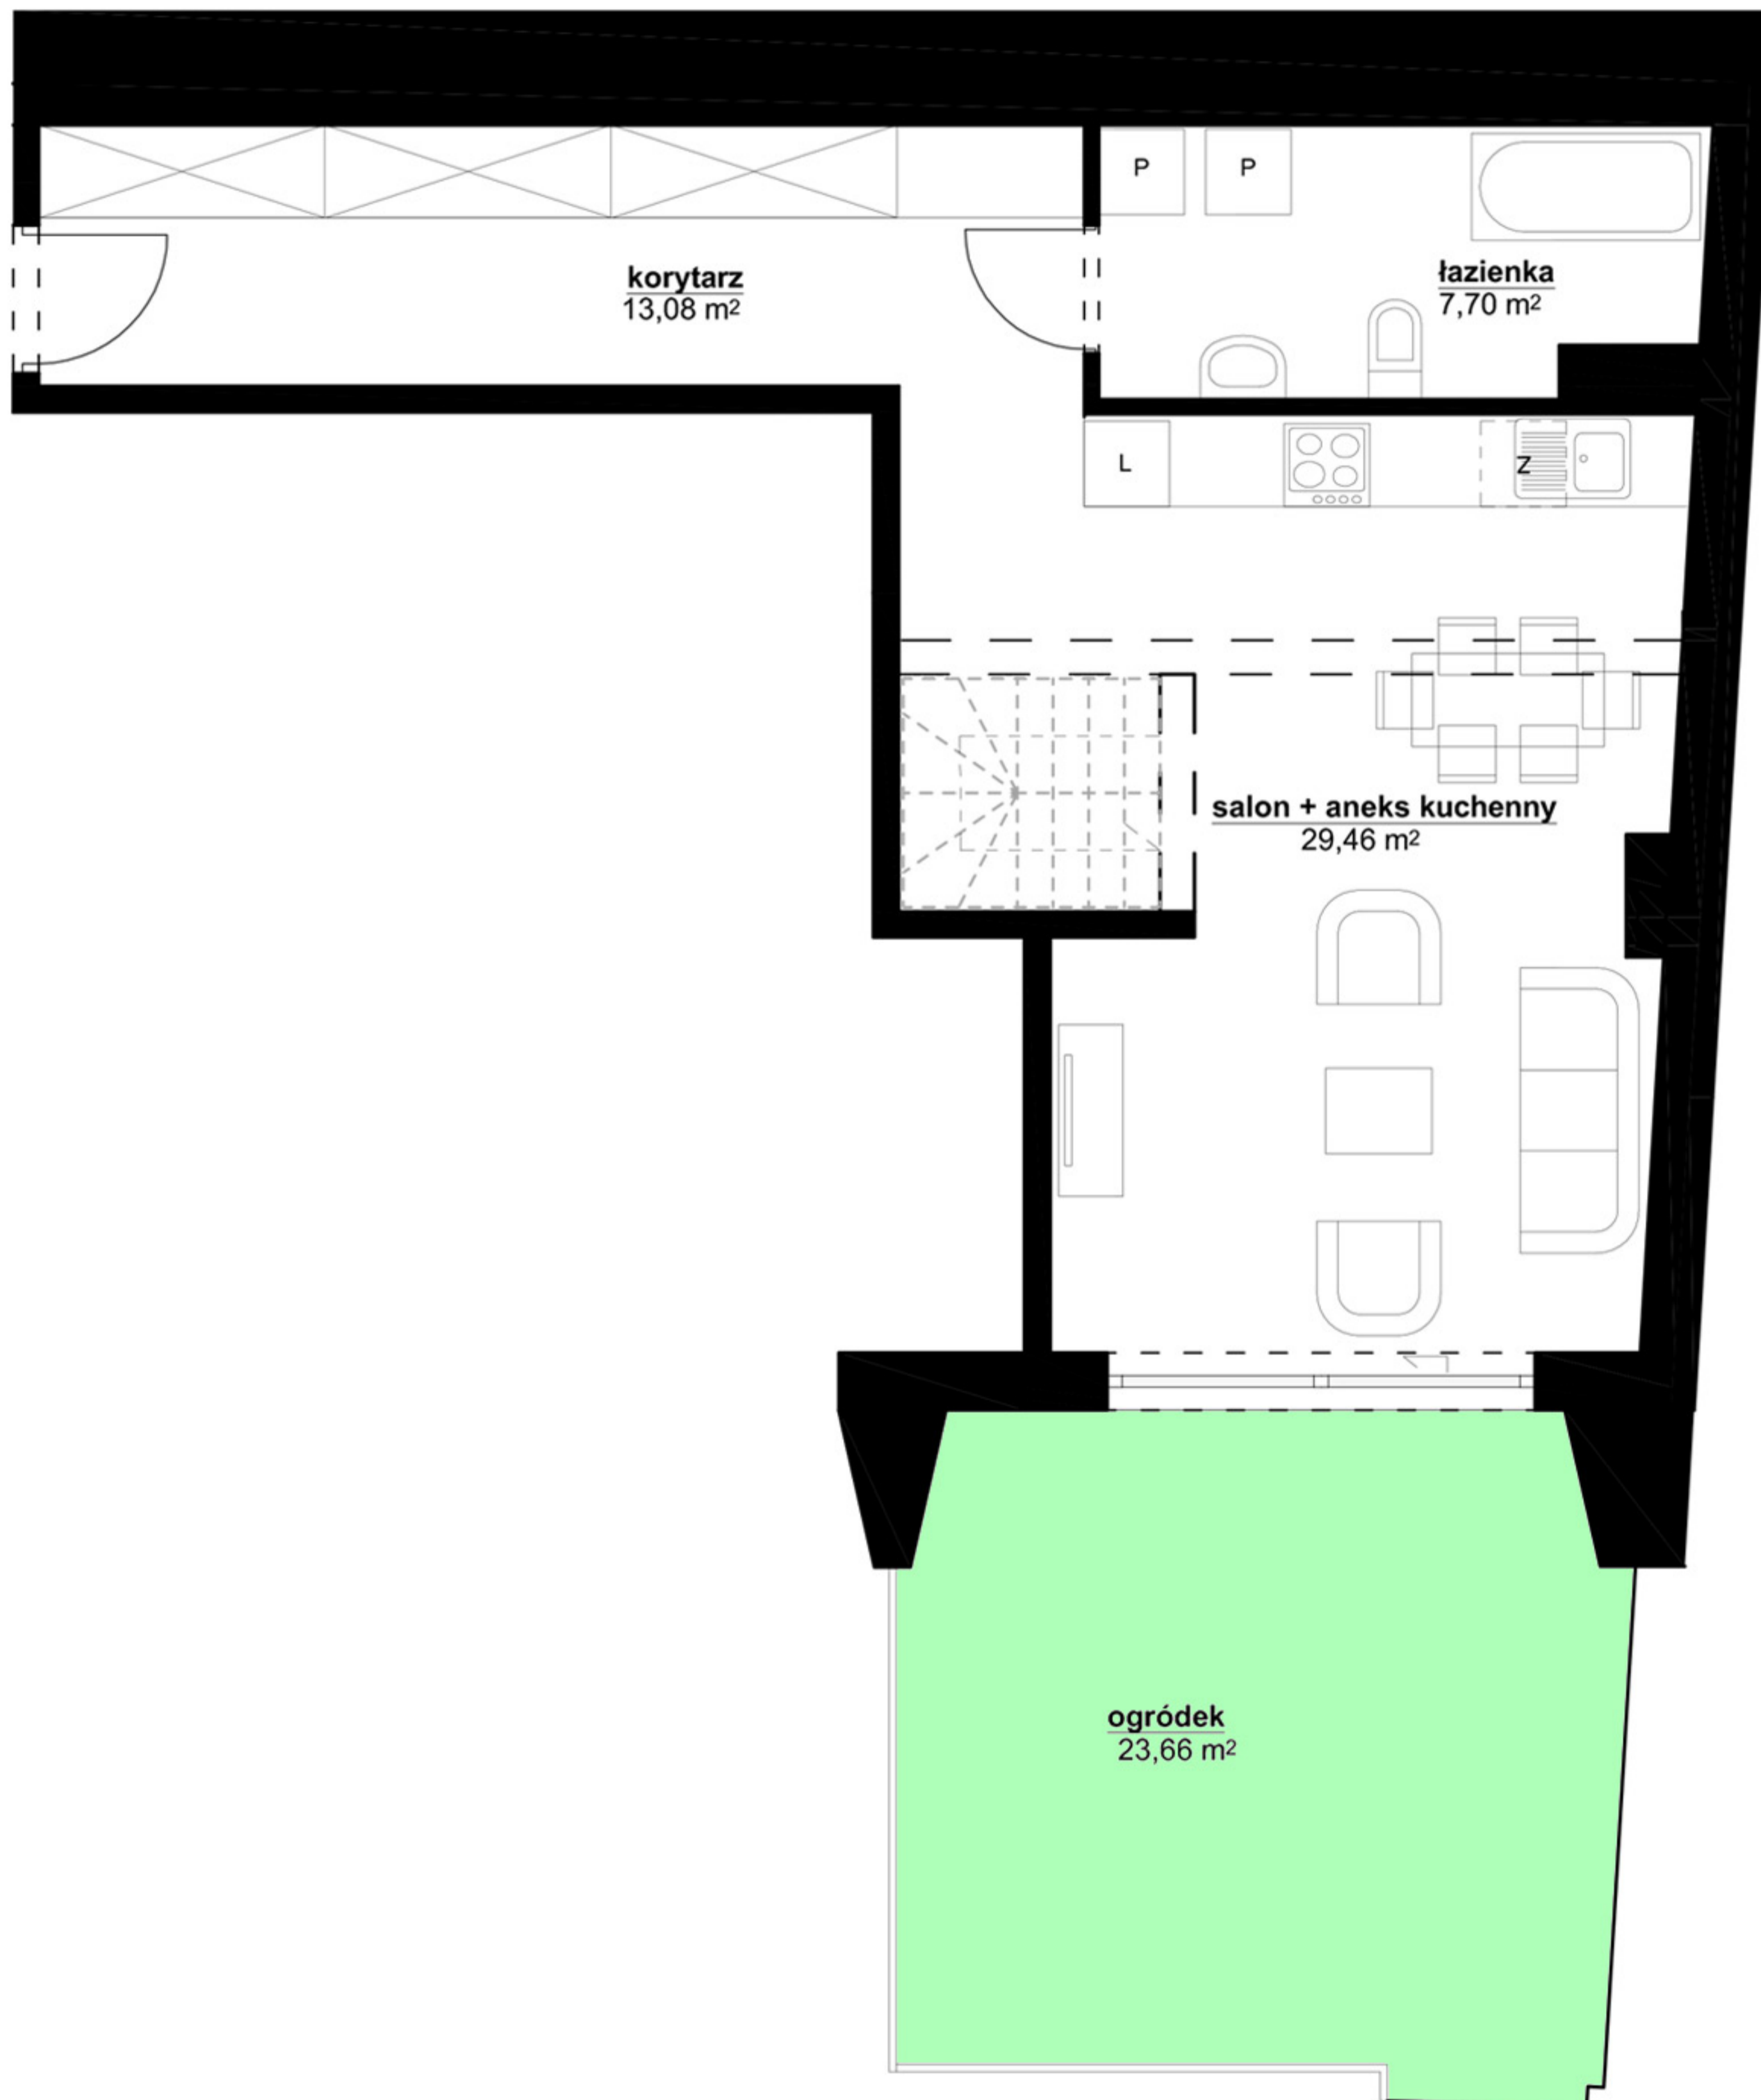 P
P
korytarz
13,08 m²
łazienka
7,70 m²
L
Z
salon + aneks kuchenny
29,46 m²
ogródek
23,66 m²